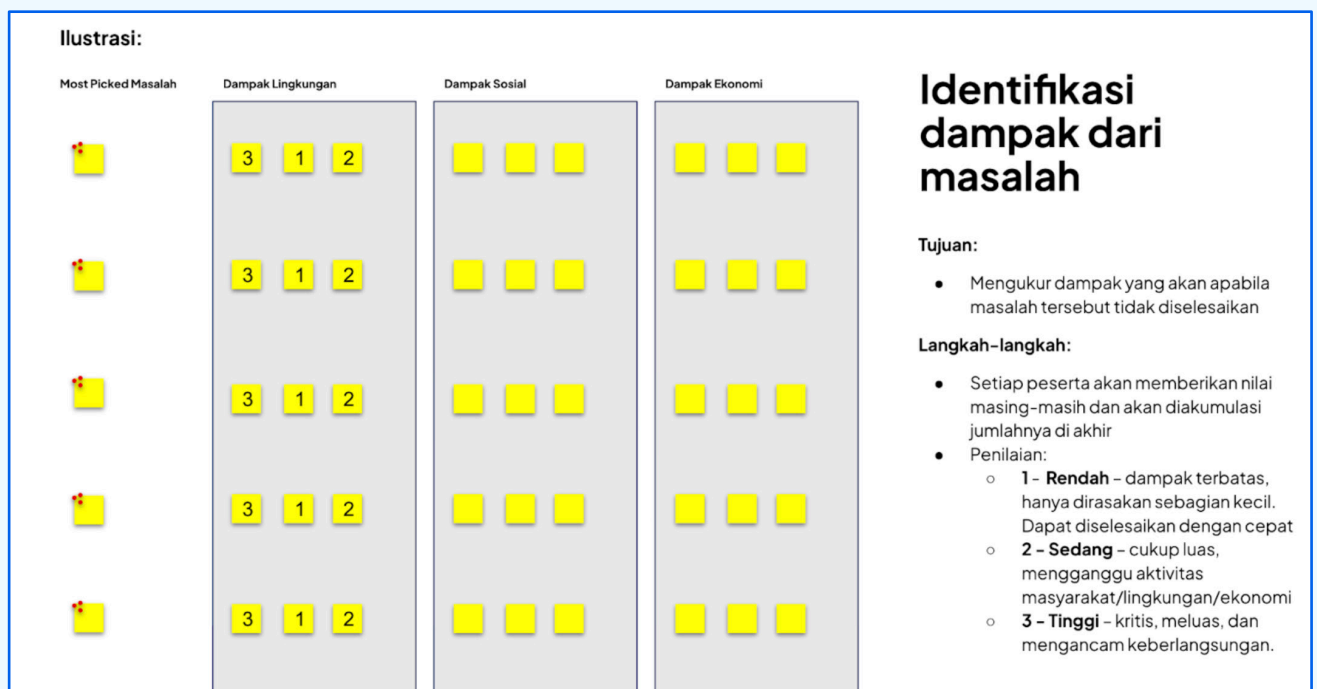 Ilustrasi:
Most Picked Masalah
Dampak Lingkungan
Dampak Sosial
Dampak Ekonomi
3 1 2
3 1 2
3 1 2
3 1 2
3 1 2
Identifikasi
dampak dari
masalah
Tujuan:
● Mengukur dampak yang akan apabila
masalah tersebut tidak diselesaikan
Langkah-langkah:
● Setiap peserta akan memberikan nilai
masing-masih dan akan diakumulasi
jumlahnya di akhir
● Penilaian:
○ 1 - Rendah – dampak terbatas,
hanya dirasakan sebagian kecil.
Dapat diselesaikan dengan cepat
○ 2 – Sedang – cukup luas,
mengganggu aktivitas
masyarakat/lingkungan/ekonomi
○ 3 – Tinggi – kritis, meluas, dan
mengancam keberlangsungan.